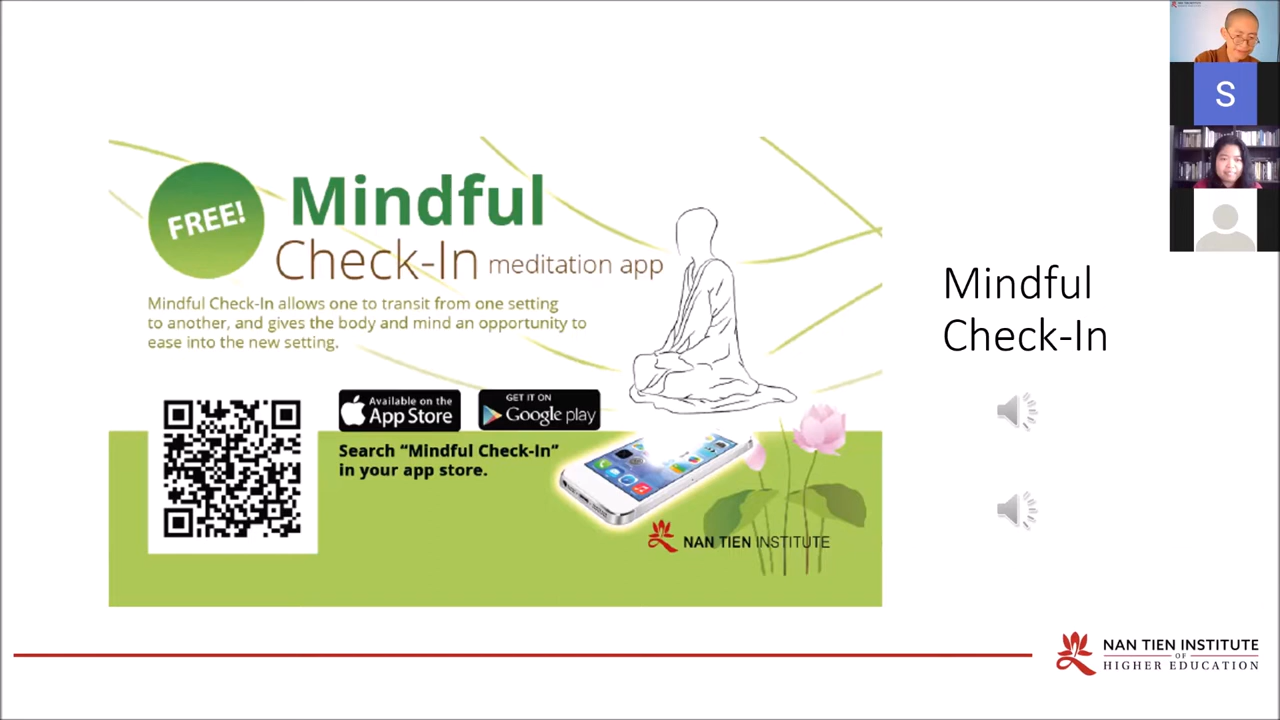 FREE!
Mindful
Check-In meditation app
Mindful Check-In allows one to transit from one setting
to another, and gives the body and mind an opportunity to
ease into the new setting.
Available on the
App Store
GET IT ON
Google play
Search “Mindful Check-In”
in your app store.
NAN TIEN INSTITUTE
Mindful
Check-In
S
NAN TIEN INSTITUTE
OF
HIGHER EDUCATION